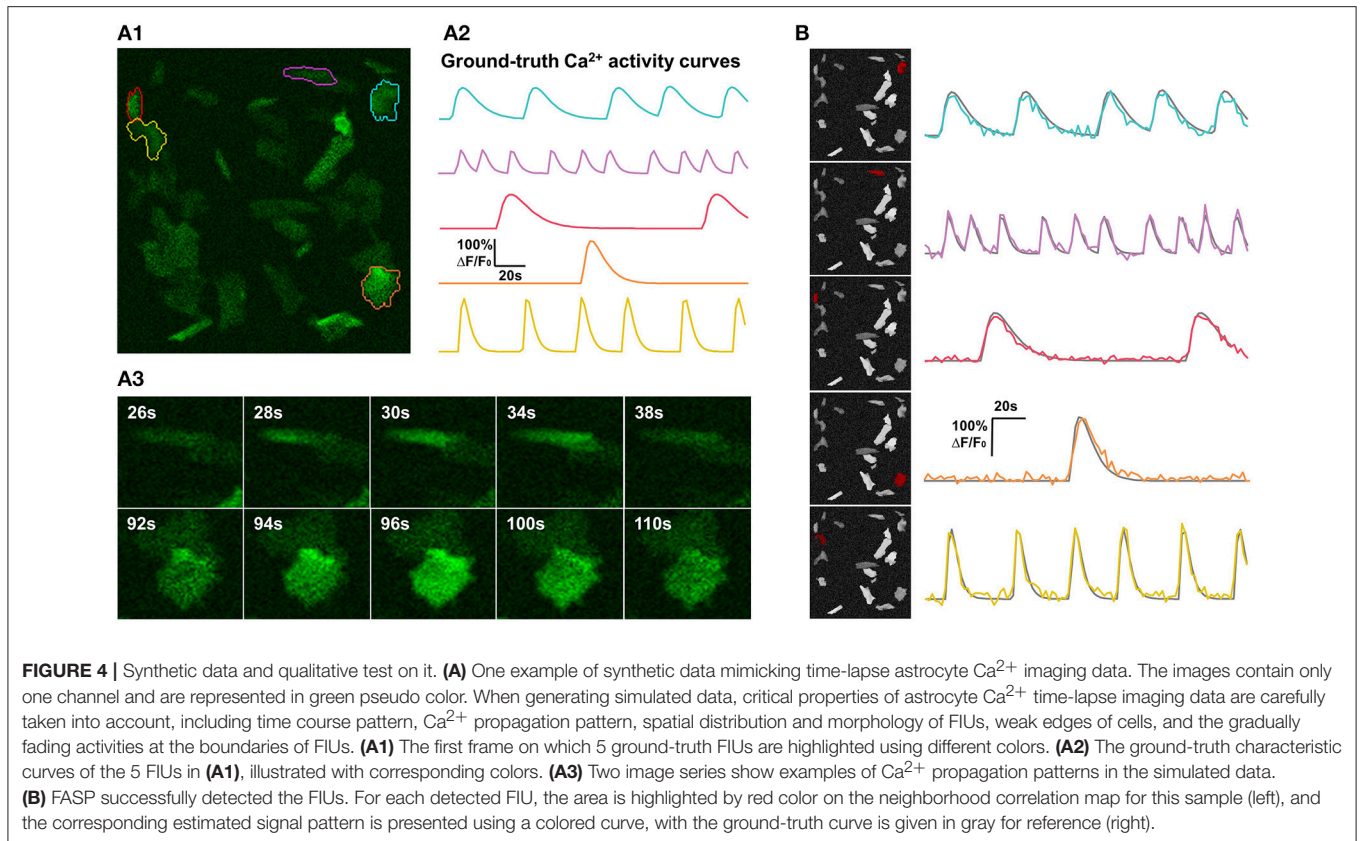 A1
A2
B
Ground-truth Ca²⁺ activity curves
100%
ΔF/F₀
20s
A3
26s
28s
30s
34s
38s
92s
94s
96s
100s
110s
20s
100%
ΔF/F₀
FIGURE 4 | Synthetic data and qualitative test on it. (A) One example of synthetic data mimicking time-lapse astrocyte Ca²⁺ imaging data. The images contain only
one channel and are represented in green pseudo color. When generating simulated data, critical properties of astrocyte Ca²⁺ time-lapse imaging data are carefully
taken into account, including time course pattern, Ca²⁺ propagation pattern, spatial distribution and morphology of FIUs, weak edges of cells, and the gradually
fading activities at the boundaries of FIUs. (A1) The first frame on which 5 ground-truth FIUs are highlighted using different colors. (A2) The ground-truth characteristic
curves of the 5 FIUs in (A1), illustrated with corresponding colors. (A3) Two image series show examples of Ca²⁺ propagation patterns in the simulated data.
(B) FASP successfully detected the FIUs. For each detected FIU, the area is highlighted by red color on the neighborhood correlation map for this sample (left), and
the corresponding estimated signal pattern is presented using a colored curve, with the ground-truth curve is given in gray for reference (right).